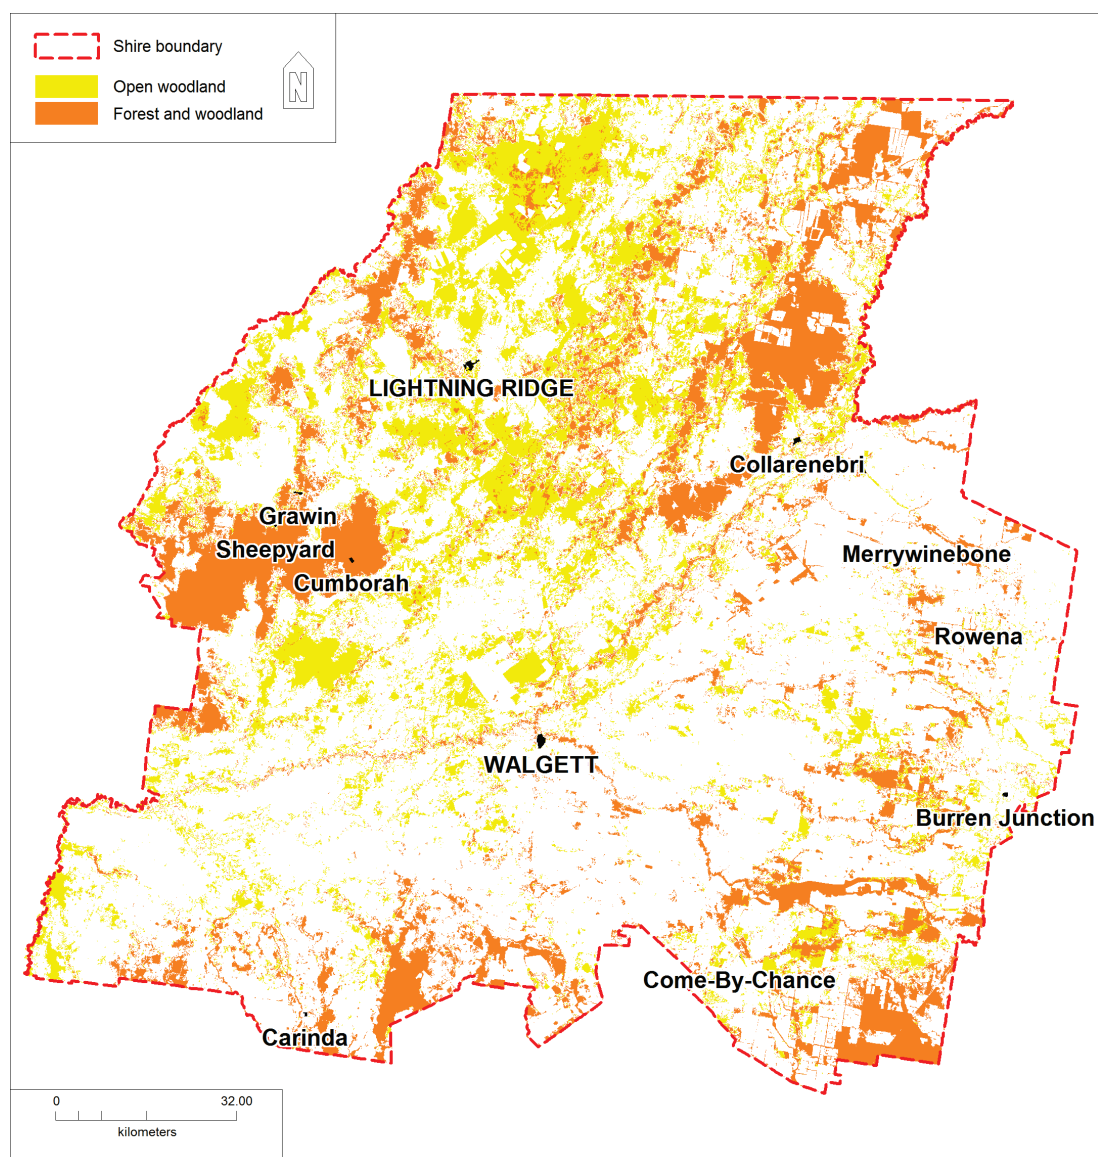 Shire boundary
N
Open woodland
Forest and woodland
LIGHTNING RIDGE
Collarenebri
Grawin
Sheepyard
Merrywinebone
Cumborah
Rowena
WALGETT
Burren Junction
Come-By-Chance
Carinda
0 32.00
kilometers